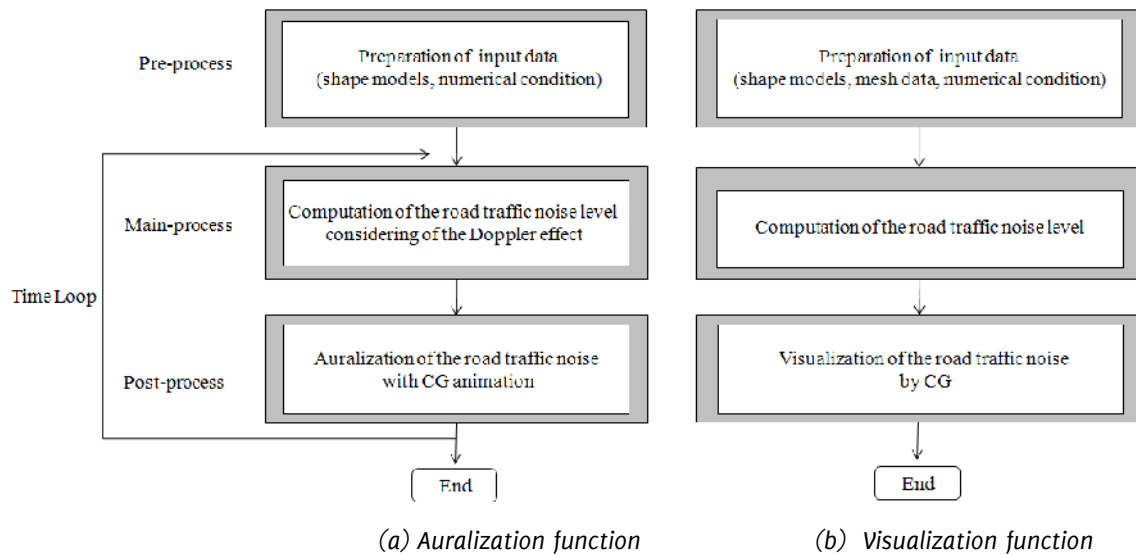 Pre-process
Preparation of input data
(shape models, numerical condition)
Main-process
Computation of the road traffic noise level
considering of the Doppler effect
Time Loop
Post-process
Auralization of the road traffic noise
with CG animation
End
(a) Auralization function
Preparation of input data
(shape models, mesh data, numerical condition)
Computation of the road traffic noise level
Visualization of the road traffic noise
by CG
End
(b) Visualization function